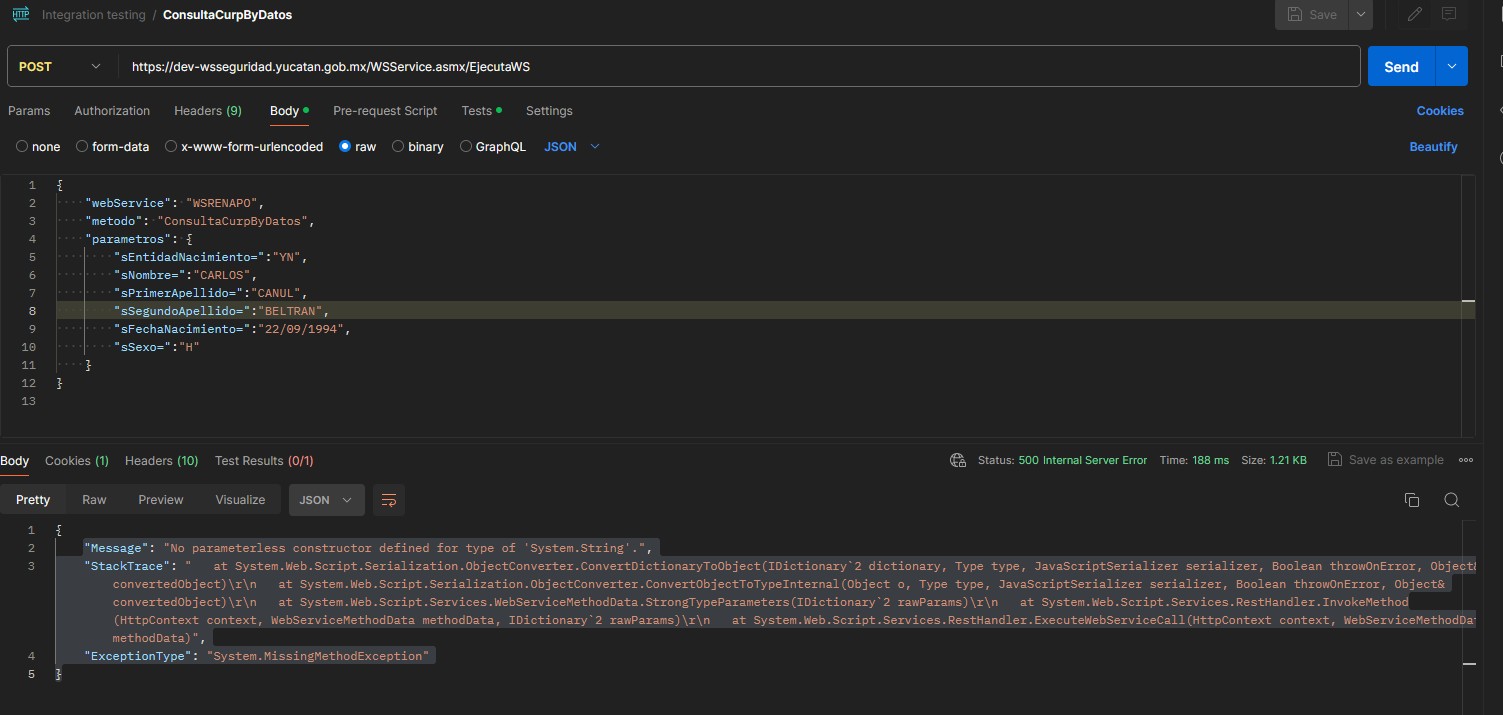 HTTP Integration testing / ConsultaCurpByDatos Save
POST https://dev-wsseguridad.yucatan.gob.mx/WSService.asmx/EjecutaWS Send
Params Authorization Headers (9) Body Pre-request Script Tests Settings Cookies
none form-data x-www-form-urlencoded raw binary GraphQL JSON Beautify
1 {
2 "webService": "WSRENAPO",
3 "metodo": "ConsultaCurpByDatos",
4 "parametros": {
5 "sEntidadNacimiento=":"YN",
6 "sNombre=":"CARLOS",
7 "sPrimerApellido=":"CANUL",
8 "sSegundoApellido=":"BELTRAN",
9 "sFechaNacimiento=":"22/09/1994",
10 "sSexo=":"H"
11 }
12 }
13
Body Cookies (1) Headers (10) Test Results (0/1) Status: 500 Internal Server Error Time: 188 ms Size: 1.21 KB Save as example
Pretty Raw Preview Visualize JSON
1 {
2 "Message": "No parameterless constructor defined for type of 'System.String'.",
3 "StackTrace": "   at System.Web.Script.Serialization.ObjectConverter.ConvertDictionaryToObject(IDictionary`2 dictionary, Type type, JavaScriptSerializer serializer, Boolean throwOnError, Object&
convertedObject)\r\n   at System.Web.Script.Serialization.ObjectConverter.ConvertObjectToTypeInternal(Object o, Type type, JavaScriptSerializer serializer, Boolean throwOnError, Object&
convertedObject)\r\n   at System.Web.Script.Services.WebServiceMethodData.StrongTypeParameters(IDictionary`2 rawParams)\r\n   at System.Web.Script.Services.RestHandler.InvokeMethod
(HttpContext context, WebServiceMethodData methodData, IDictionary`2 rawParams)\r\n   at System.Web.Script.Services.RestHandler.ExecuteWebServiceCall(HttpContext context, WebServiceMethodDat
methodData)",
4 "ExceptionType": "System.MissingMethodException"
5 }